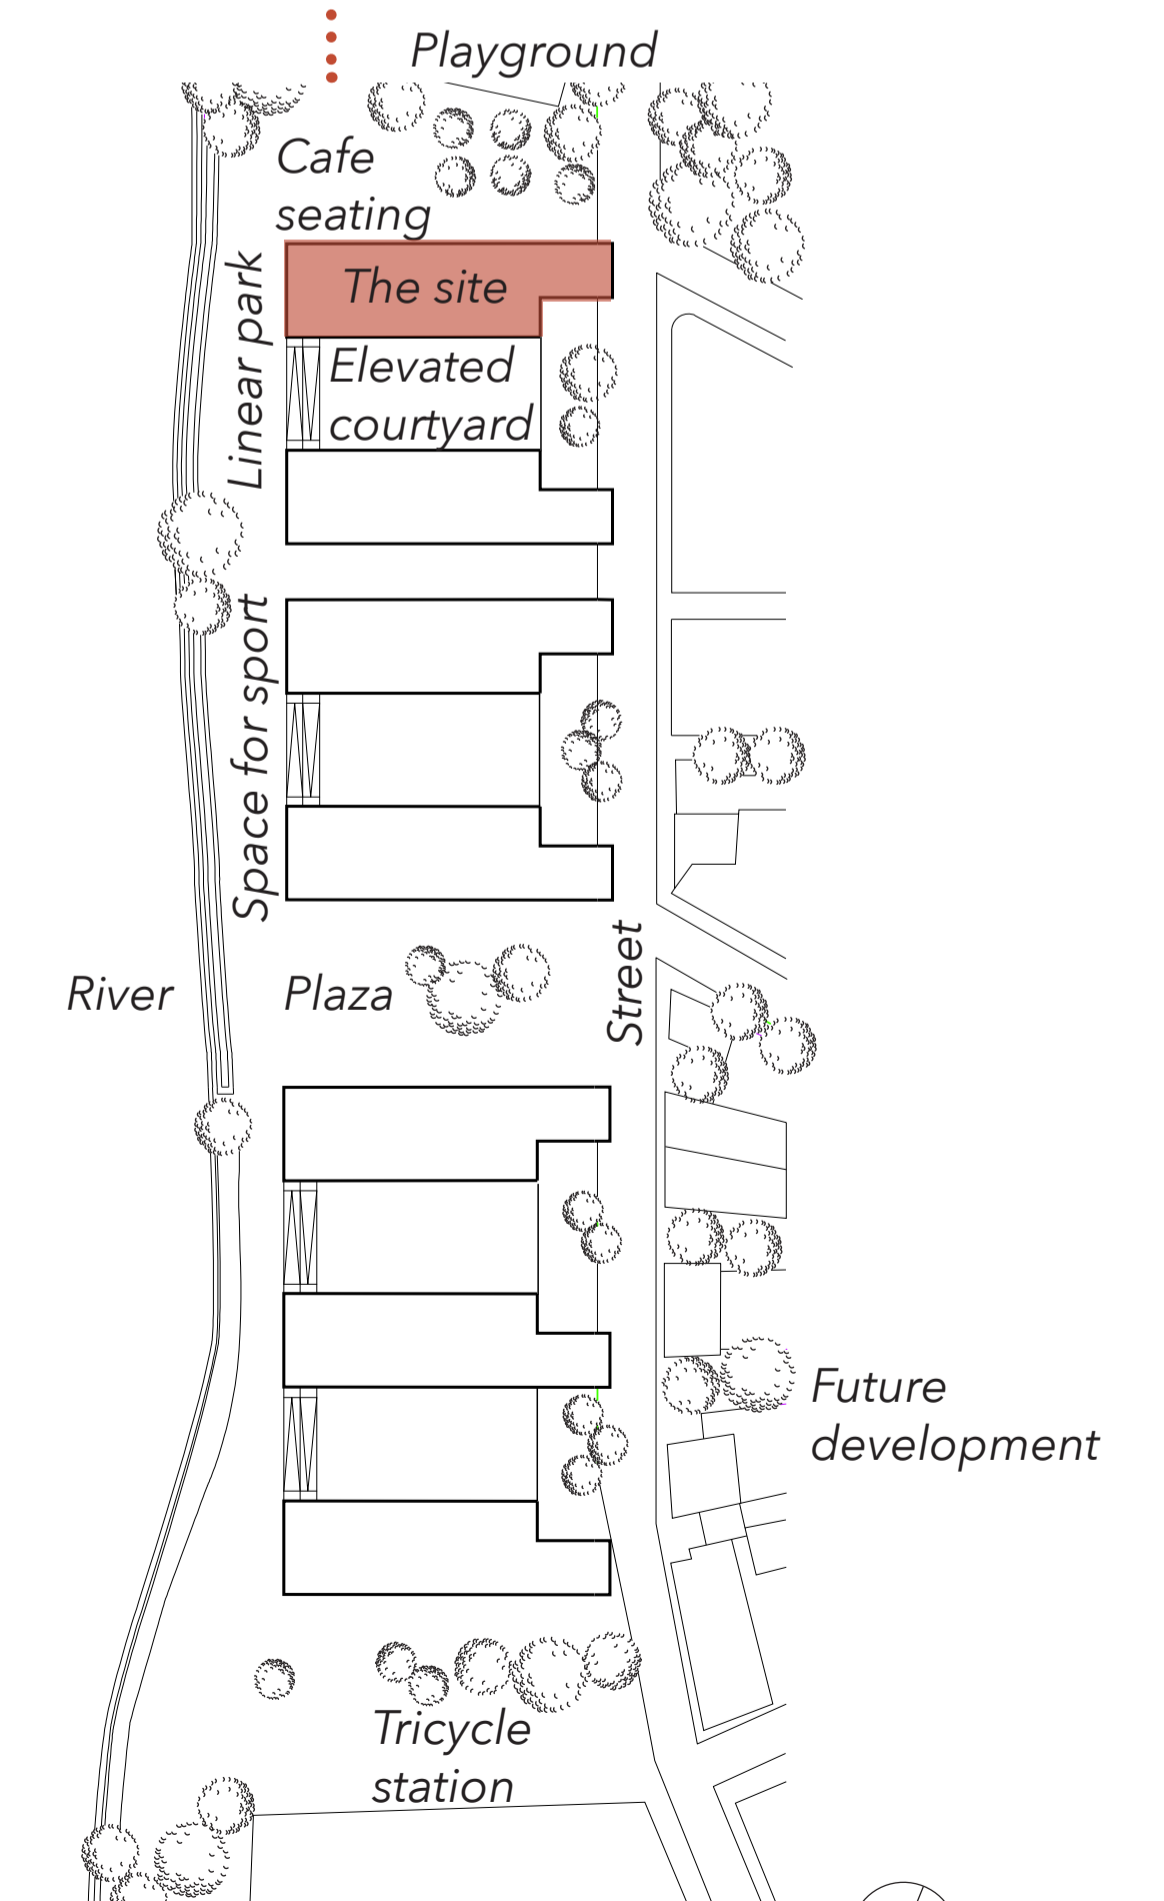 Playground
Cafe
seating
The site
Linear park
Elevated
courtyard
Space for sport
River
Plaza
Street
Future
development
Tricycle
station